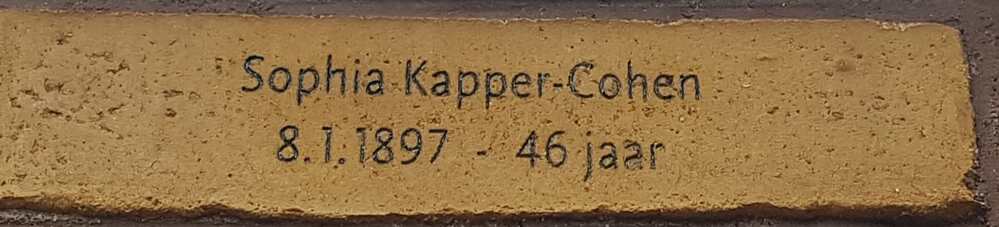 Sophia Kapper-Cohen
8.1.1897 - 46 jaar